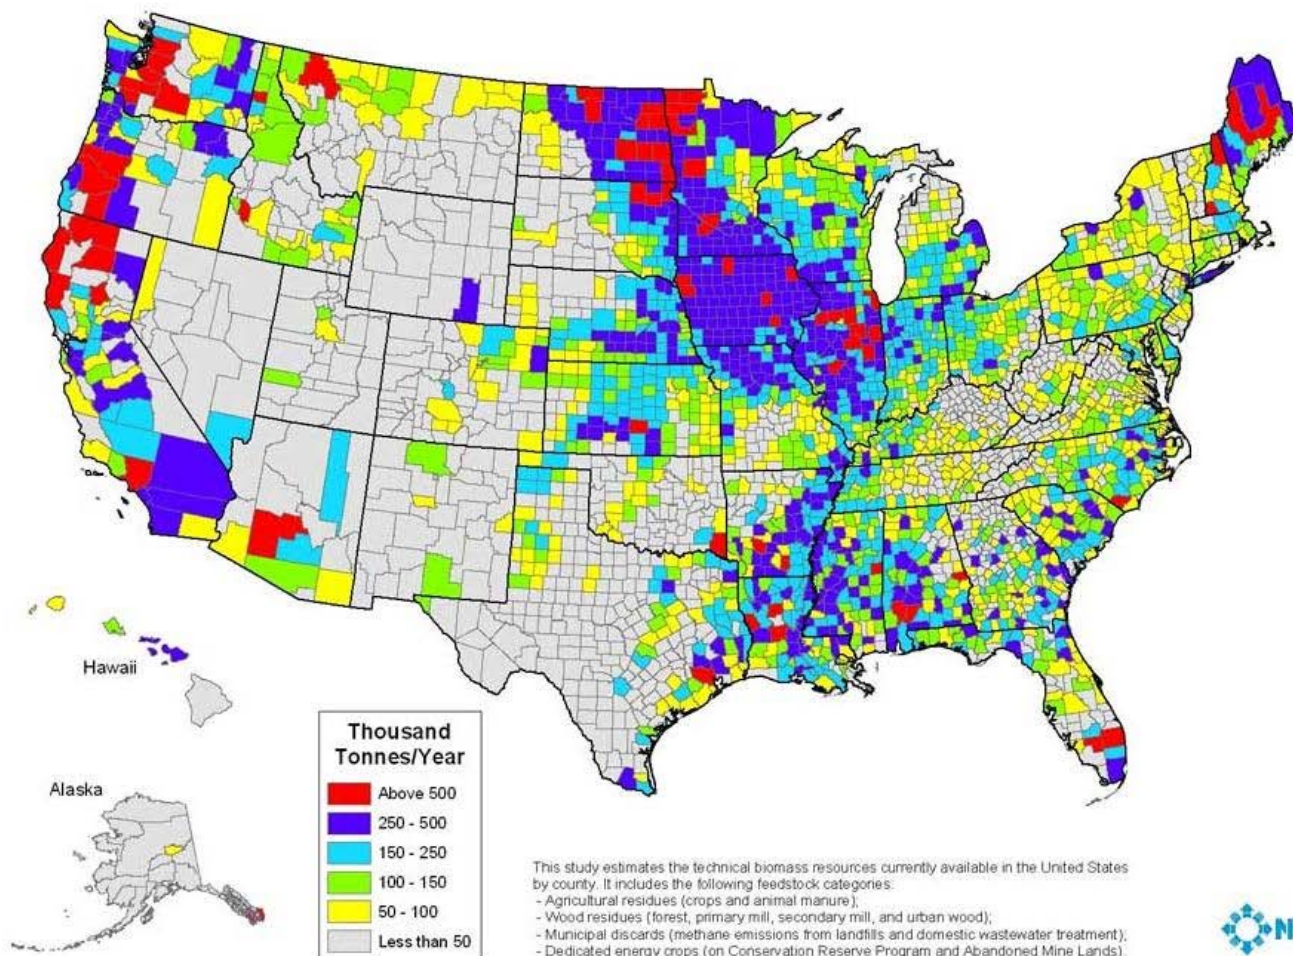 Hawaii
Alaska
Thousand
Tonnes/Year
Above 500
250 - 500
150 - 250
100 - 150
50 - 100
Less than 50
This study estimates the technical biomass resources currently available in the United States
by county. It includes the following feedstock categories:
- Agricultural residues (crops and animal manure);
- Wood residues (forest, primary mill, secondary mill, and urban wood);
- Municipal discards (methane emissions from landfills and domestic wastewater treatment);
- Dedicated energy crops (on Conservation Reserve Program and Abandoned Mine Lands).
N